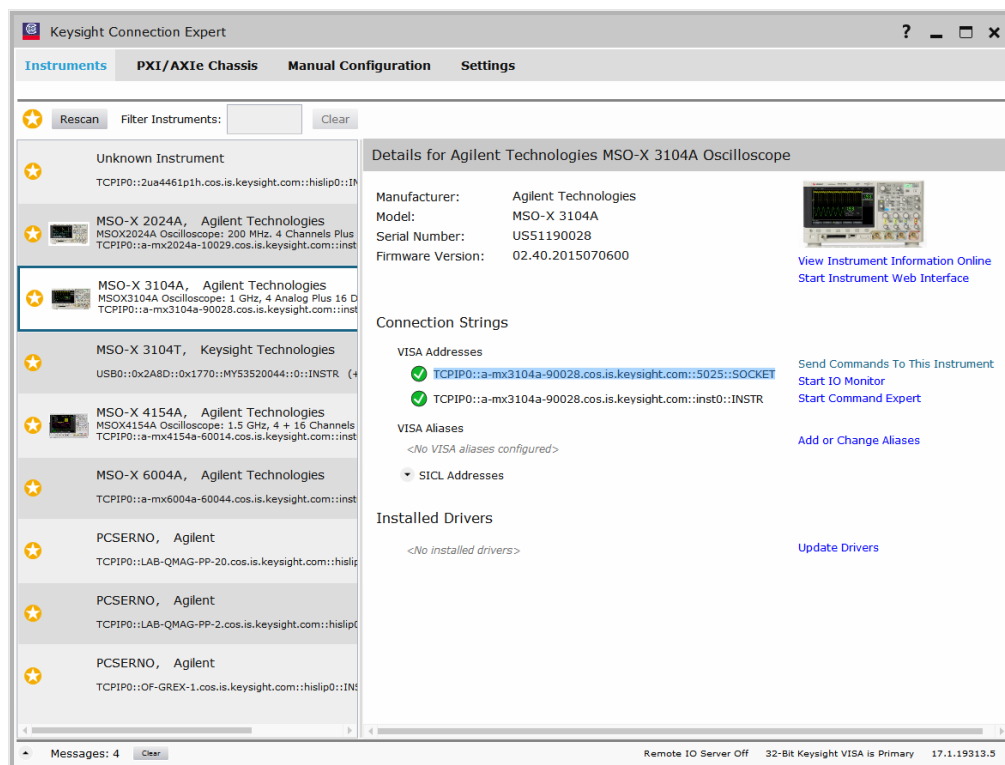 Keysight Connection Expert
?
Instruments PXI/AXIe Chassis Manual Configuration Settings
Rescan Filter Instruments: Clear
Unknown Instrument
TCPIP0::2ua4461p1h.cos.is.keysight.com::hislip0::IN
MSO-X 2024A, Agilent Technologies
MSOX2024A Oscilloscope: 200 MHz. 4 Channels Plus
TCPIP0::a-mx2024a-10029.cos.is.keysight.com::inst
MSO-X 3104A, Agilent Technologies
MSOX3104A Oscilloscope: 1 GHz, 4 Analog Plus 16 D
TCPIP0::a-mx3104a-90028.cos.is.keysight.com::inst
MSO-X 3104T, Keysight Technologies
USB0::0x2A8D::0x1770::MY53520044::0::INSTR (+
MSO-X 4154A, Agilent Technologies
MSOX4154A Oscilloscope: 1.5 GHz, 4 + 16 Channels
TCPIP0::a-mx4154a-60014.cos.is.keysight.com::inst
MSO-X 6004A, Agilent Technologies
TCPIP0::a-mx6004a-60044.cos.is.keysight.com::inst
PCSERNO, Agilent
TCPIP0::LAB-QMAG-PP-20.cos.is.keysight.com::hislip
PCSERNO, Agilent
TCPIP0::LAB-QMAG-PP-2.cos.is.keysight.com::hislip0
PCSERNO, Agilent
TCPIP0::OF-GREX-1.cos.is.keysight.com::hislip0::INS
Details for Agilent Technologies MSO-X 3104A Oscilloscope
Manufacturer: Agilent Technologies
Model: MSO-X 3104A
Serial Number: US51190028
Firmware Version: 02.40.2015070600
View Instrument Information Online
Start Instrument Web Interface
Connection Strings
VISA Addresses
TCPIP0::a-mx3104a-90028.cos.is.keysight.com::5025::SOCKET
TCPIP0::a-mx3104a-90028.cos.is.keysight.com::inst0::INSTR
Send Commands To This Instrument
Start IO Monitor
Start Command Expert
VISA Aliases
<No VISA aliases configured>
Add or Change Aliases
SICL Addresses
Installed Drivers
<No installed drivers>
Update Drivers
Messages: 4 Clear
Remote IO Server Off 32-Bit Keysight VISA is Primary 17.1.19313.5